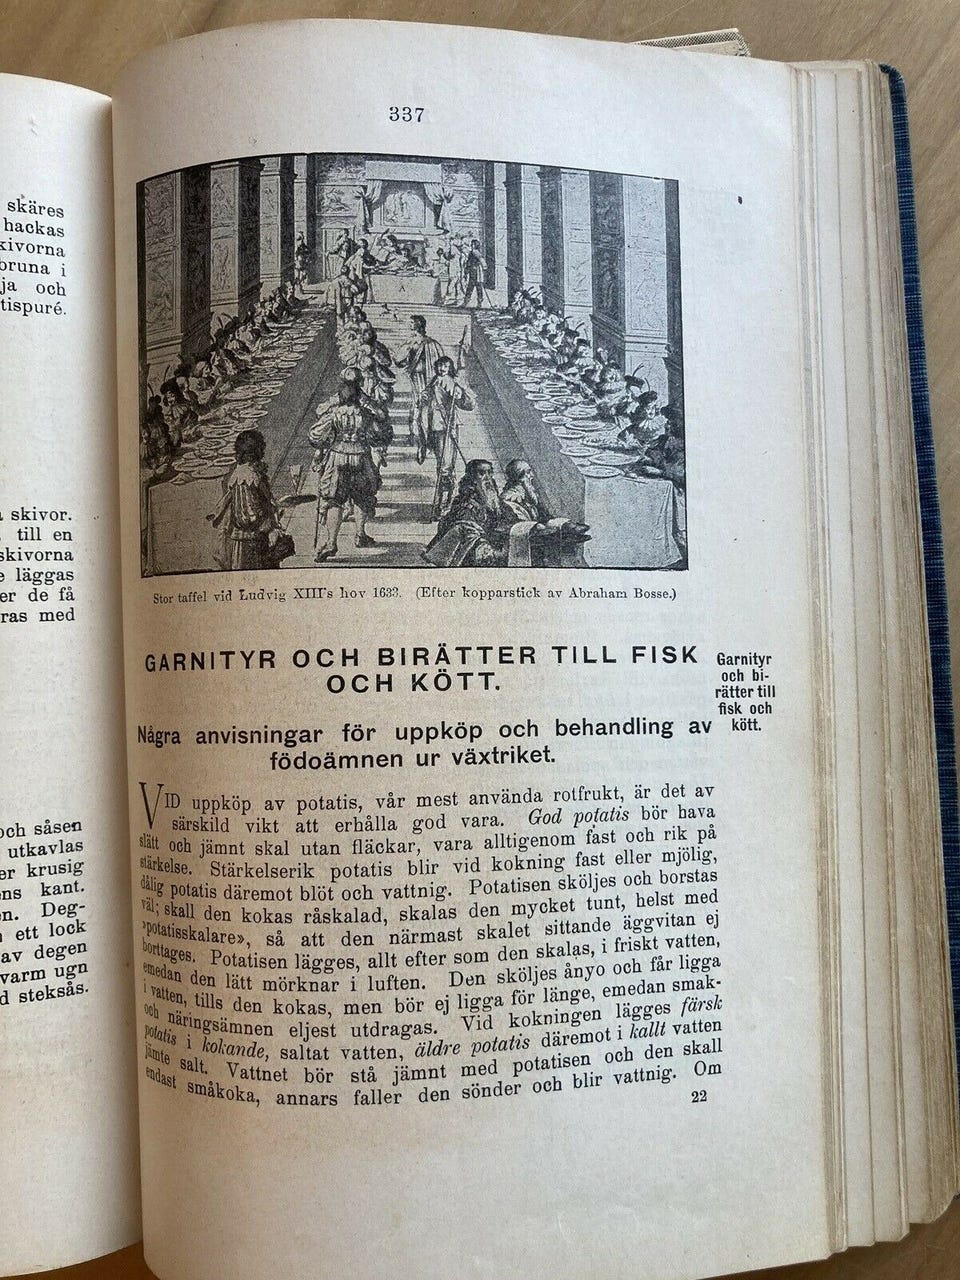 skäres
hackas
kivorna
bruna i
ja och
tispuré.
skivor.
till en
skivorna
läggas
er de få
ras med
och såsen
utkavlas
er krusig
ens kant.
n. Deg-
ett lock
av degen
varm ugn
d steksås.
337
A
Stor taffel vid Ludvig XIII's hov 1633. (Efter kopparstick av Abraham Bosse.)
GARNITYR OCH BIRÄTTER TILL FISK
OCH KÖTT.
Garnityr
och bi-
rätter till
fisk och
kött.
Några anvisningar för uppköp och behandling av
födoämnen ur växtriket.
VID uppköp av potatis, vår mest använda rotfrukt, är det av
särskild vikt att erhålla god vara. God potatis bör hava
slätt och jämnt skal utan fläckar, vara alltigenom fast och rik på
stärkelse. Stärkelserik potatis blir vid kokning fast eller mjölig,
dålig potatis däremot blöt och vattnig. Potatisen sköljes och borstas
väl; skall den kokas råskalad, skalas den mycket tunt, helst med
»potatisskalare», så att den närmast skalet sittande äggvitan ej
borttages. Potatisen lägges, allt efter som den skalas, i friskt vatten,
emedan den lätt mörknar i luften. Den sköljes ånyo och får ligga
i vatten, tills den kokas, men bör ej ligga för länge, emedan smak-
och näringsämnen eljest utdragas. Vid kokningen lägges färsk
potatis i kokande, saltat vatten, äldre potatis däremot i kallt vatten
jämte salt. Vattnet bör stå jämnt med potatisen och den skall
endast småkoka, annars faller den sönder och blir vattnig. Om
22